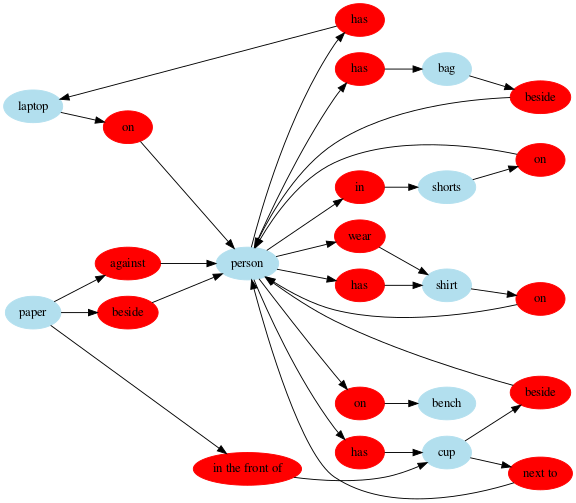 has
has
bag
laptop
beside
on
on
in
shorts
wear
against
person
has
shirt
on
paper
beside
beside
on
bench
has
cup
in the front of
next to